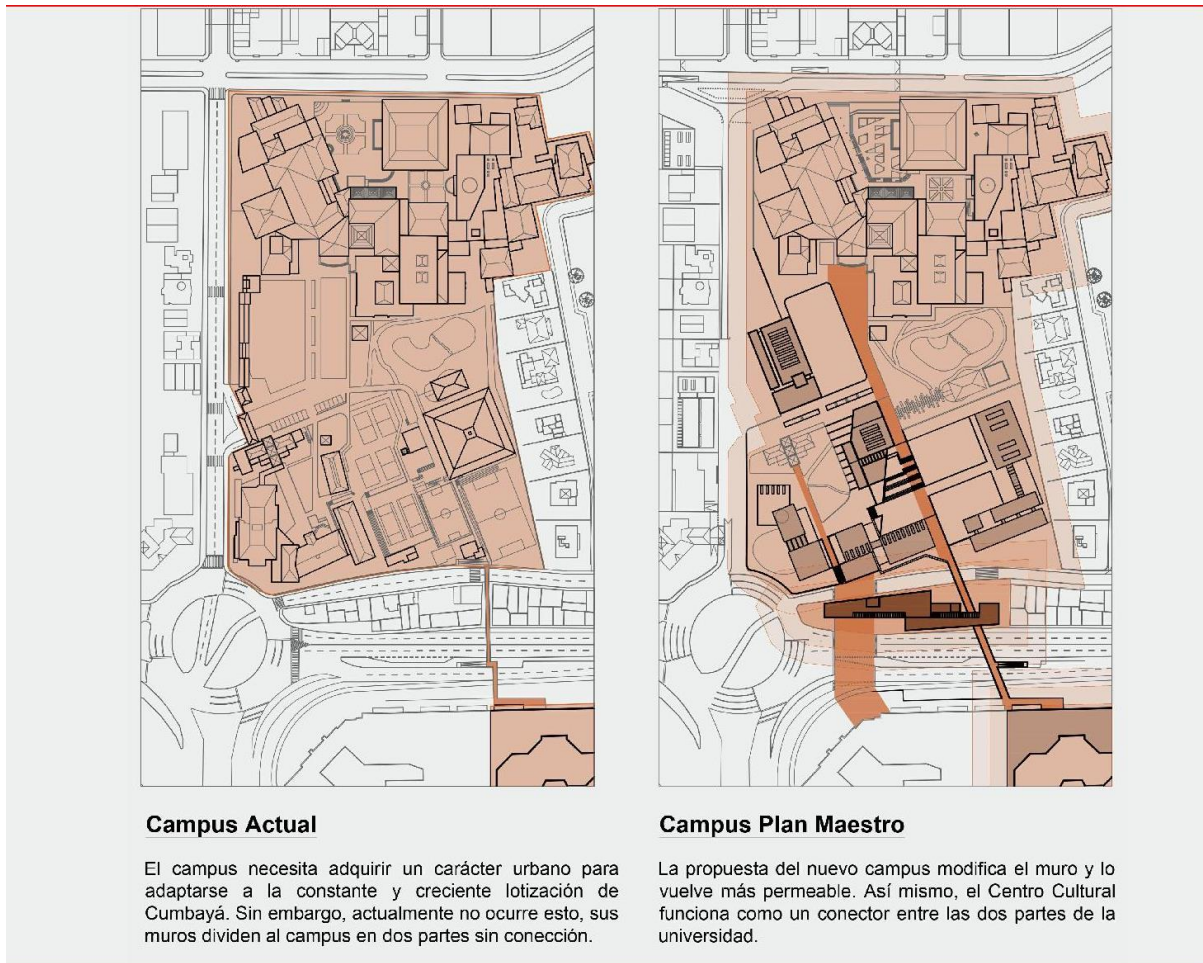 Campus Actual
El campus necesita adquirir un carácter urbano para
adaptarse a la constante y creciente lotización de
Cumbayá. Sin embargo, actualmente no ocurre esto, sus
muros dividen al campus en dos partes sin conección.
Campus Plan Maestro
La propuesta del nuevo campus modifica el muro y lo
vuelve más permeable. Así mismo, el Centro Cultural
funciona como un conector entre las dos partes de la
universidad.